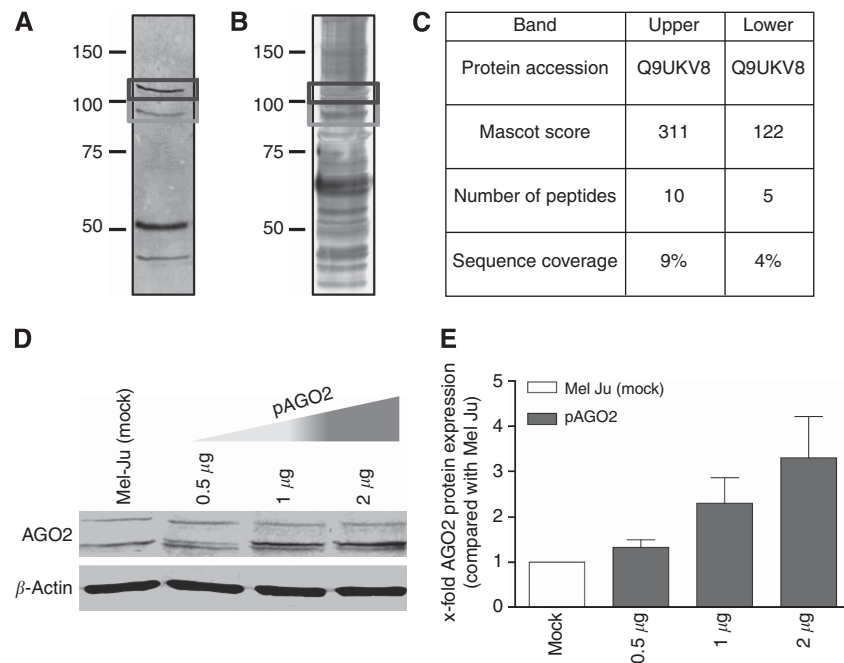 A
150
100
75
50
B
150
100
75
50
C
Band Upper Lower
Protein accession Q9UKV8 Q9UKV8
Mascot score 311 122
Number of peptides 10 5
Sequence coverage 9% 4%
D
pAGO2
Mel-Ju (mock)
0.5 μg
1 μg
2 μg
AGO2
β-Actin
E
x-fold AGO2 protein expression
(compared with Mel Ju)
5
4
3
2
1
0
Mel Ju (mock)
pAGO2
Mock
0.5 μg
1 μg
2 μg